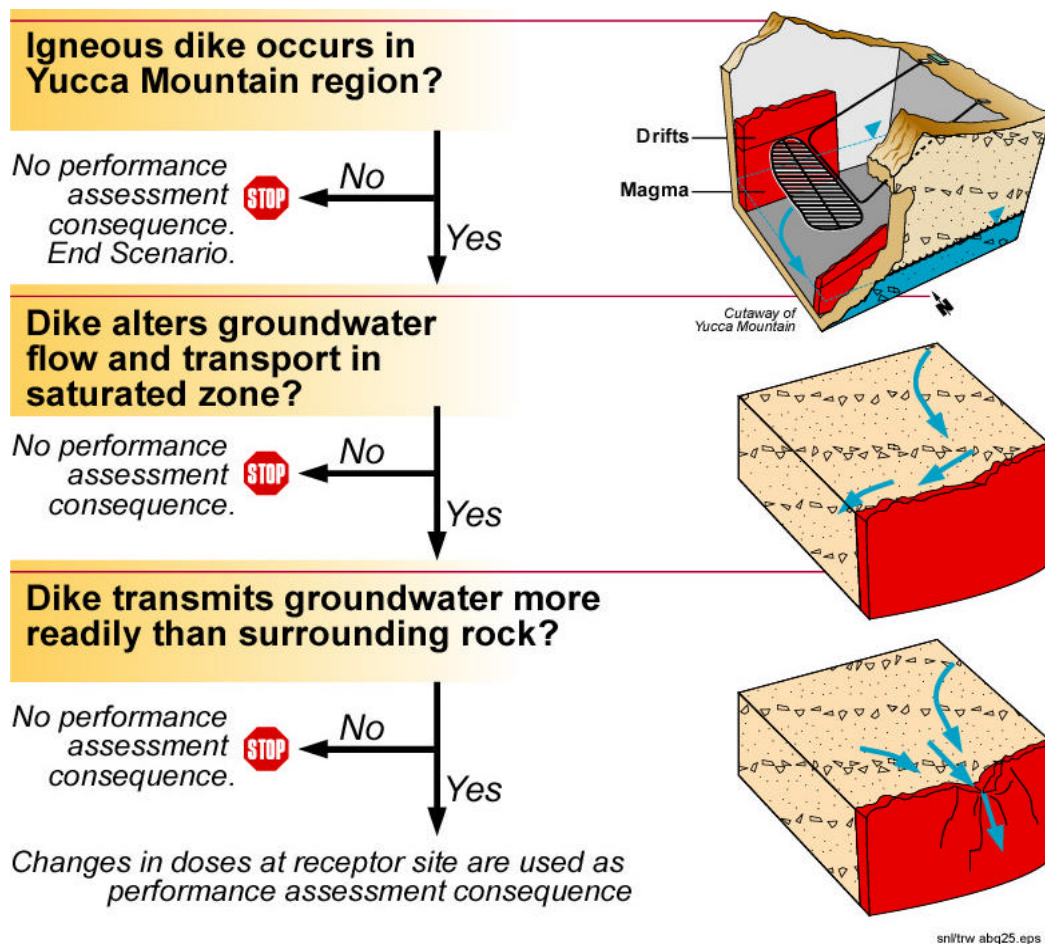 Igneous dike occurs in
Yucca Mountain region?
No performance
assessment
consequence.
End Scenario.
STOP
No
Yes
Drifts
Magma
N
Cutaway of
Yucca Mountain
Dike alters groundwater
flow and transport in
saturated zone?
No performance
assessment
consequence.
STOP
No
Yes
Dike transmits groundwater more
readily than surrounding rock?
No performance
assessment
consequence.
STOP
No
Yes
Changes in doses at receptor site are used as
performance assessment consequence
snl/trw abq25.eps